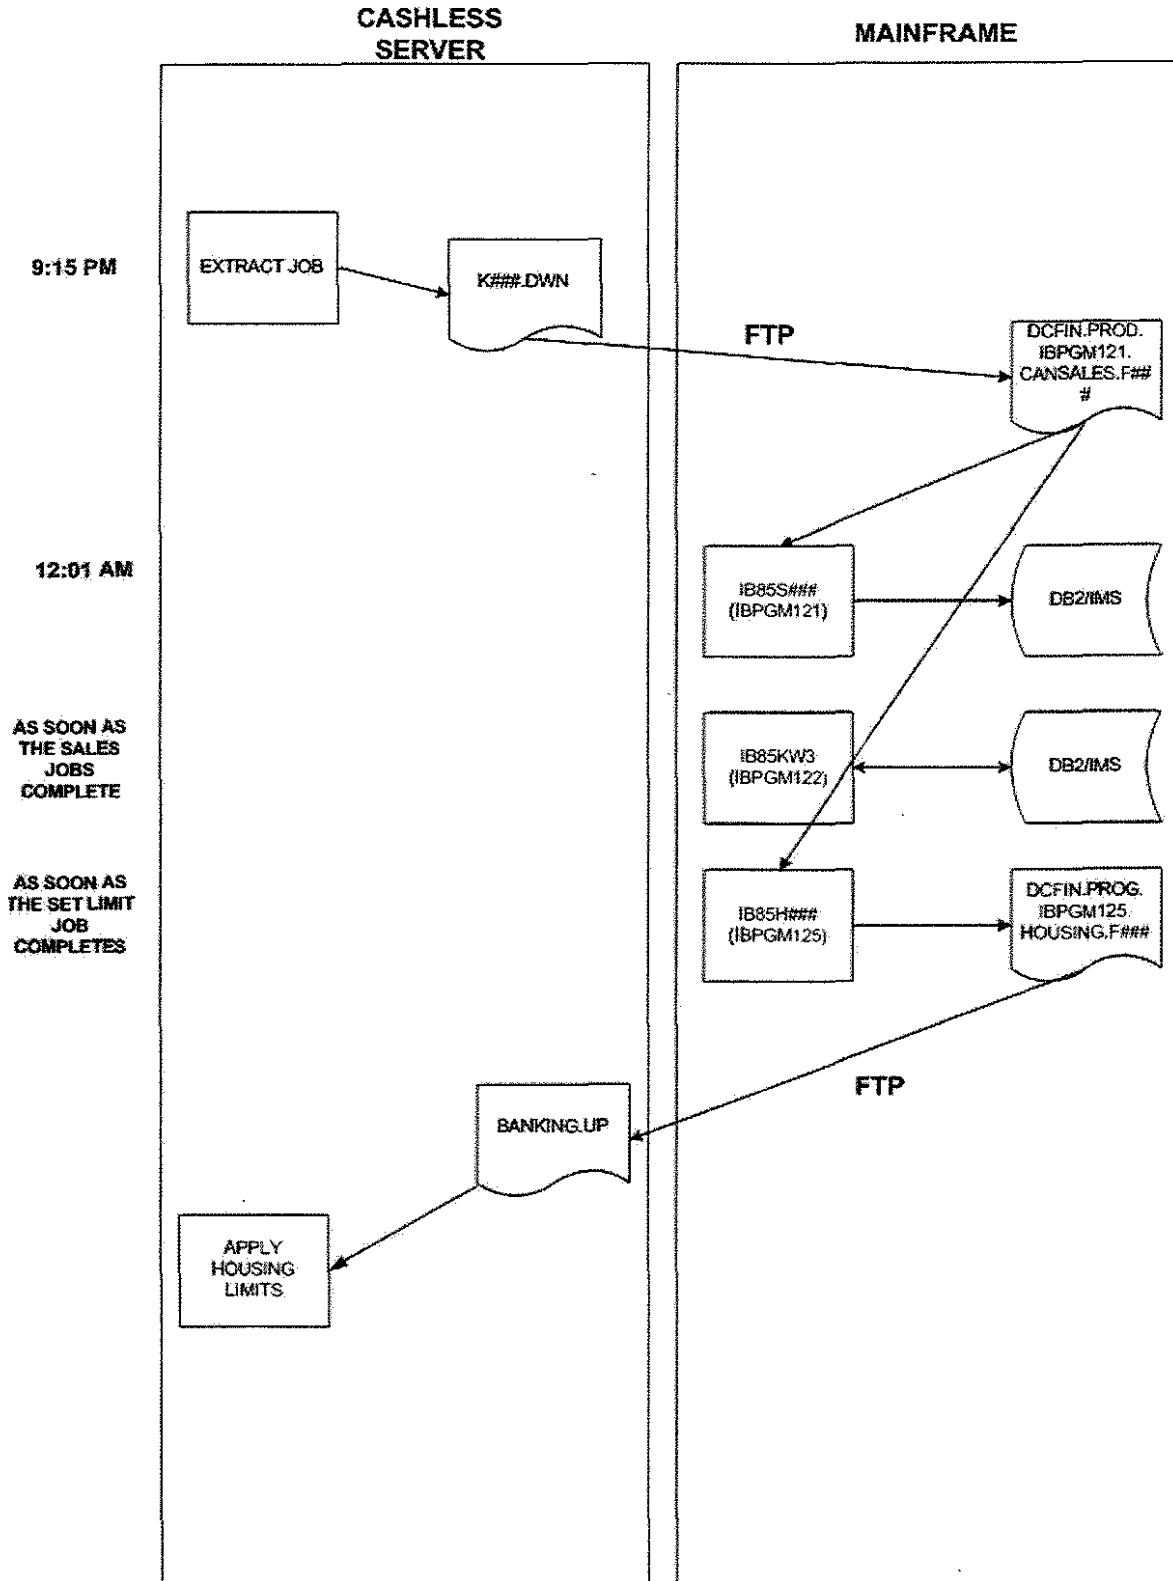 CASHLESS
SERVER
MAINFRAME
9:15 PM
EXTRACT JOB
K###.DWN
FTP
DCFIN.PROD.
IBPGM121.
CANSALES.F##
#
12:01 AM
IB85S###
(IBPGM121)
DB2/IMS
AS SOON AS
THE SALES
JOBS
COMPLETE
IB85KW3
(IBPGM122)
DB2/IMS
AS SOON AS
THE SET LIMIT
JOB
COMPLETES
IB85H###
(IBPGM125)
DCFIN.PROG.
IBPGM125.
HOUSING.F###
FTP
BANKING.UP
APPLY
HOUSING
LIMITS